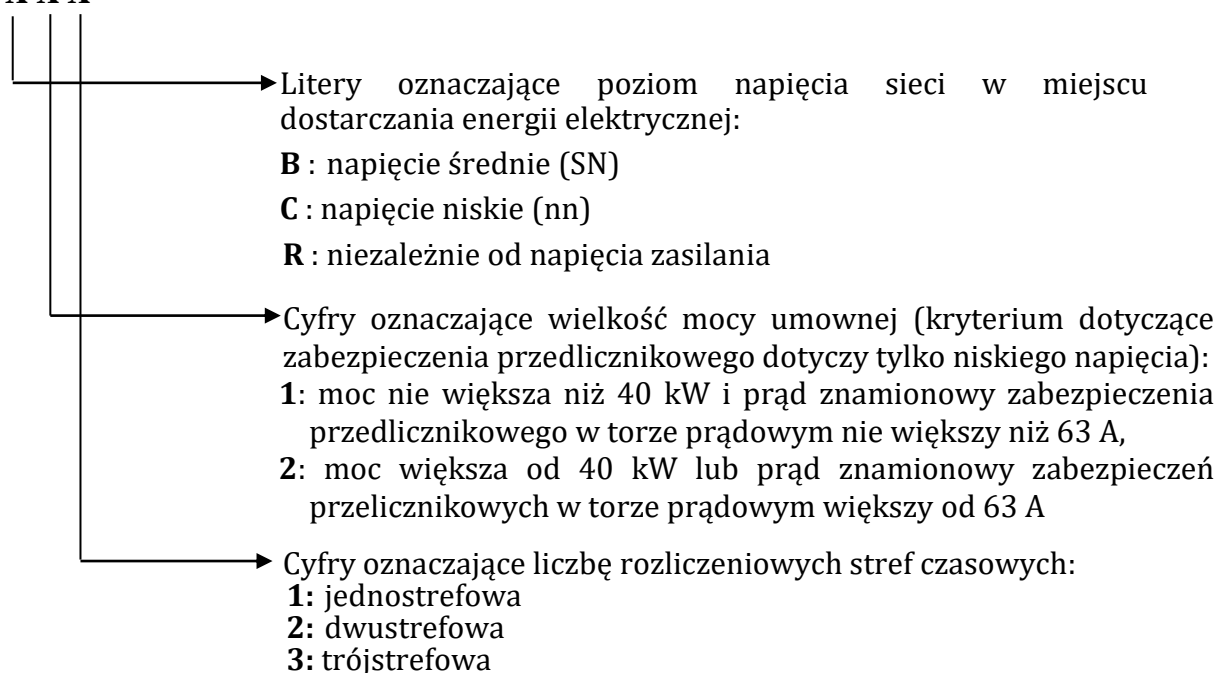 Litery oznaczające poziom napięcia sieci w miejscu
dostarczania energii elektrycznej:
B : napięcie średnie (SN)
C : napięcie niskie (nn)
R : niezależnie od napięcia zasilania
Cyfry oznaczające wielkość mocy umownej (kryterium dotyczące
zabezpieczenia przedlicznikowego dotyczy tylko niskiego napięcia):
1: moc nie większa niż 40 kW i prąd znamionowy zabezpieczenia
przedlicznikowego w torze prądowym nie większy niż 63 A,
2: moc większa od 40 kW lub prąd znamionowy zabezpieczeń
przelicznikowych w torze prądowym większy od 63 A
Cyfry oznaczające liczbę rozliczeniowych stref czasowych:
1: jednostrefowa
2: dwustrefowa
3: trójstrefowa